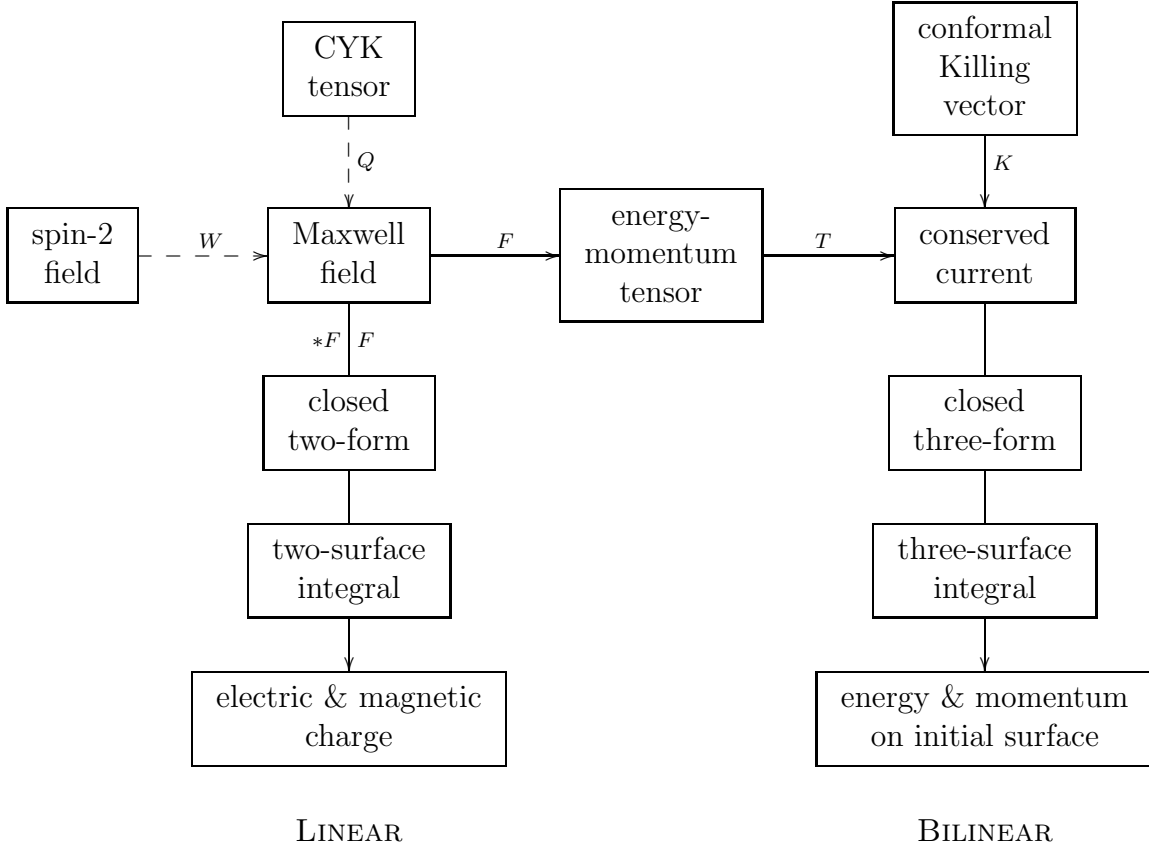 CYK
tensor
conformal
Killing
vector
Q
K
spin-2
field
W
Maxwell
field
F
energy-
momentum
tensor
T
conserved
current
*F
F
closed
two-form
closed
three-form
two-surface
integral
three-surface
integral
electric & magnetic
charge
energy & momentum
on initial surface
LINEAR
BILINEAR